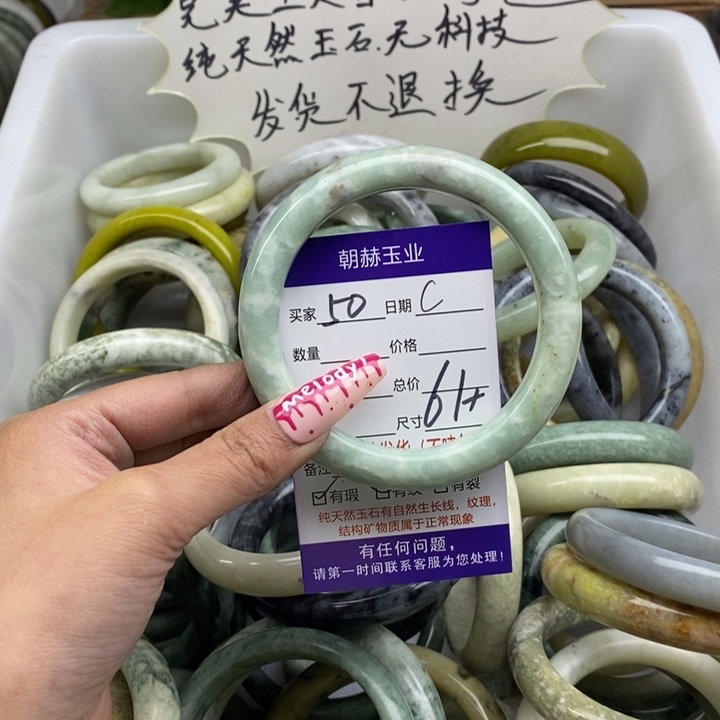 纯天然玉石.无科技
发货不退换
朝赫玉业
买家 50 日期 C
数量 价格
总价
尺寸 61+
备注
有瑕 有纹 有裂
纯天然玉石有自然生长线，纹理，
结构矿物质属于正常现象
有任何问题，
请第一时间联系客服为您处理！
melody